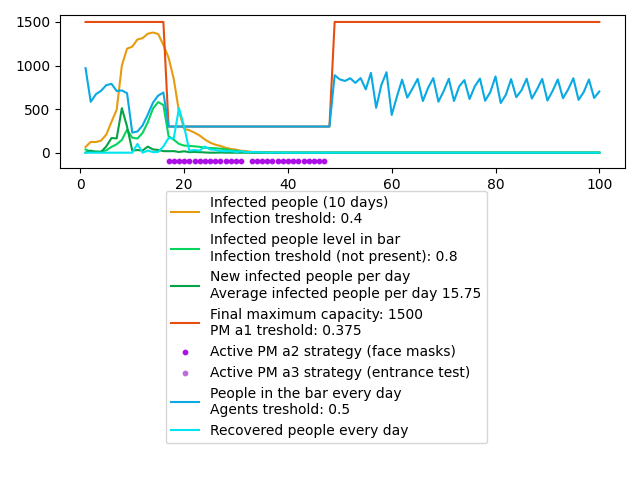 1500
1000
500
0
0
20
40
60
80
100
Infected people (10 days)
Infection treshold: 0.4
Infected people level in bar
Infection treshold (not present): 0.8
New infected people per day
Average infected people per day 15.75
Final maximum capacity: 1500
PM a1 treshold: 0.375
Active PM a2 strategy (face masks)
Active PM a3 strategy (entrance test)
People in the bar every day
Agents treshold: 0.5
Recovered people every day